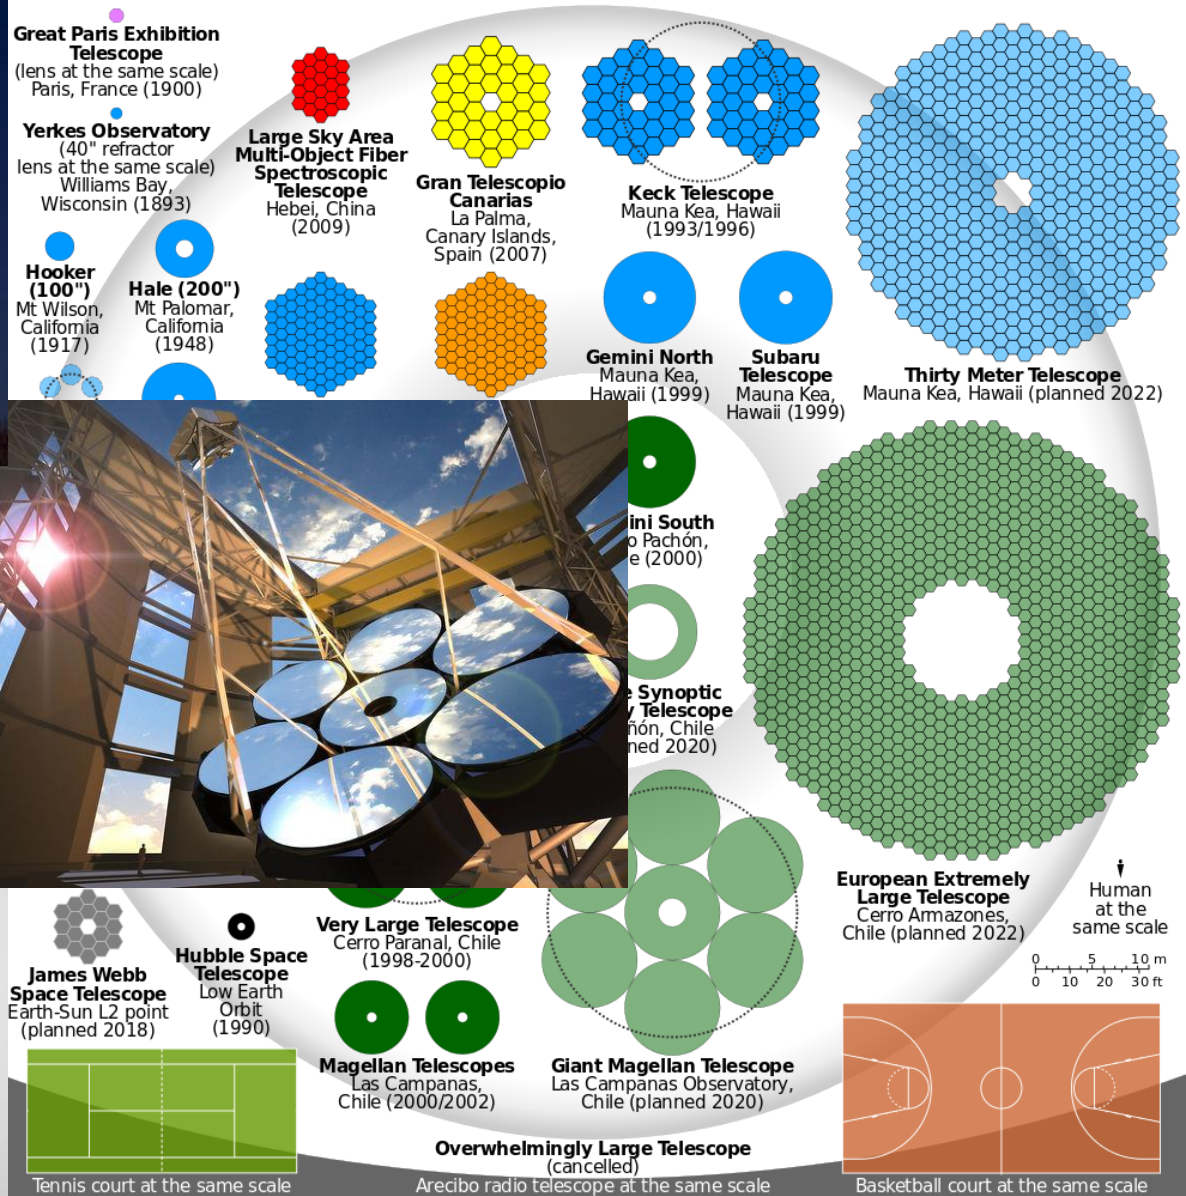 Great Paris Exhibition
Telescope
(lens at the same scale)
Paris, France (1900)
Yerkes Observatory
(40" refractor
lens at the same scale)
Williams Bay,
Wisconsin (1893)
Hooker
(100")
Mt Wilson,
California
(1917)
Hale (200")
Mt Palomar,
California
(1948)
Large Sky Area
Multi-Object Fiber
Spectroscopic
Telescope
Hebei, China
(2009)
Gran Telescopio
Canarias
La Palma,
Canary Islands,
Spain (2007)
Keck Telescope
Mauna Kea, Hawaii
(1993/1996)
Gemini North
Mauna Kea,
Hawaii (1999)
Subaru
Telescope
Mauna Kea,
Hawaii (1999)
Thirty Meter Telescope
Mauna Kea, Hawaii (planned 2022)
South
Pachón,
(2000)
Synoptic
Telescope
Chile
2020)
European Extremely
Large Telescope
Cerro Armazones,
Chile (planned 2022)
Human
at the
same scale
0 5 10 m
0 10 20 30 ft
James Webb
Space Telescope
Earth-Sun L2 point
(planned 2018)
Hubble Space
Telescope
Low Earth
Orbit
(1990)
Very Large Telescope
Cerro Paranal, Chile
(1998-2000)
Magellan Telescopes
Las Campanas,
Chile (2000/2002)
Giant Magellan Telescope
Las Campanas Observatory,
Chile (planned 2020)
Overwhelmingly Large Telescope
(cancelled)
Tennis court at the same scale
Arecibo radio telescope at the same scale
Basketball court at the same scale